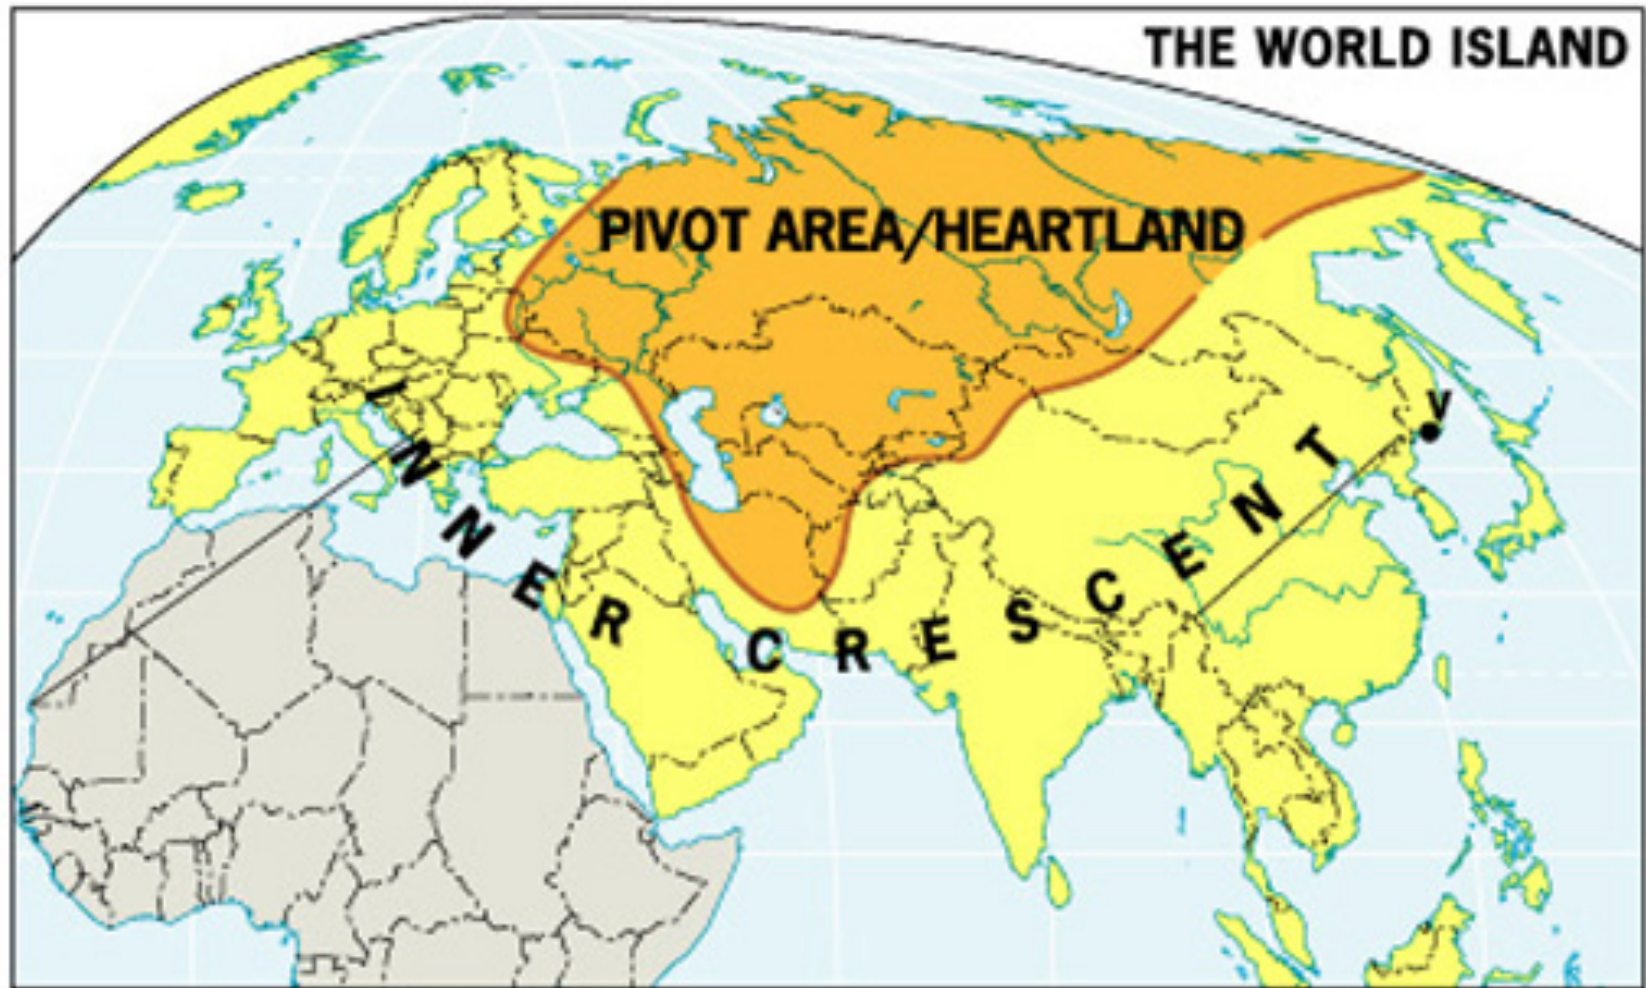 THE WORLD ISLAND
PIVOT AREA/HEARTLAND
INNER CRESCENT
V